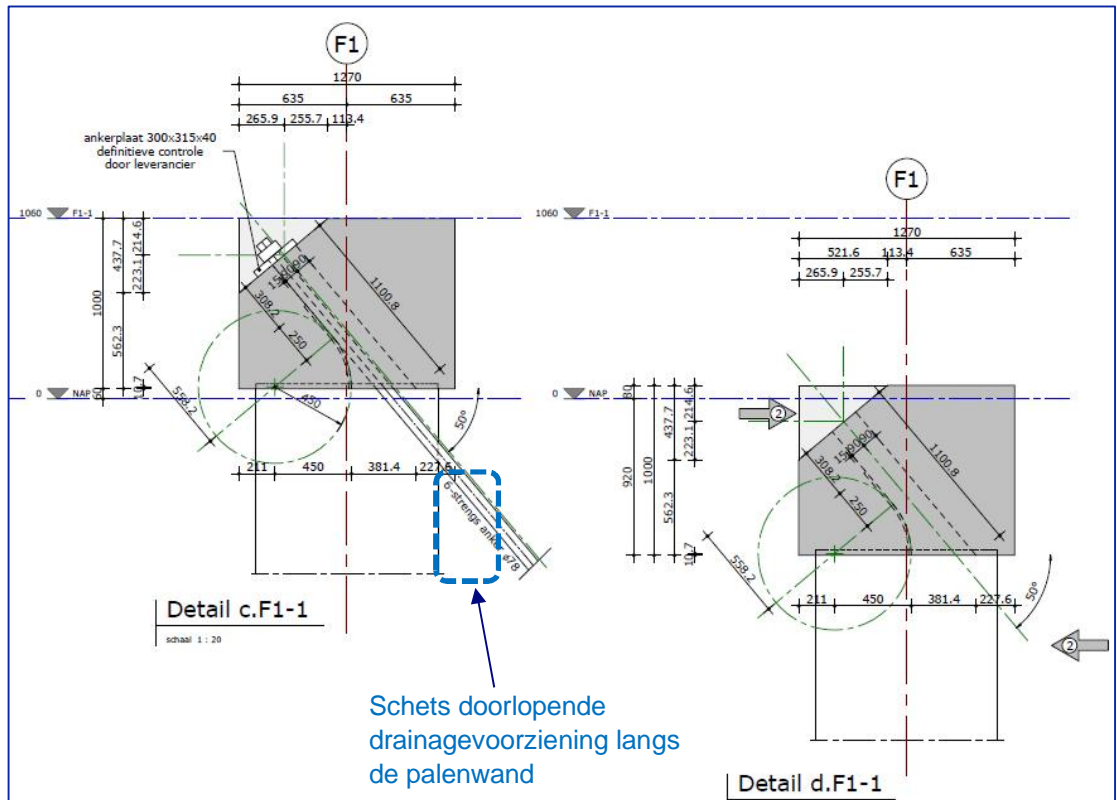 F1
1270
635 635
265.9 255.7 113.4
ankerplaat 300x315x40
definitieve controle
door leverancier
1060 F1-1
214.6
437.7
223.1
1000
562.3
308.2
250
1100.8
0 NAP
60
10.7
558.2
450
50°
211 450 381.4 227.6
6-strengs anker ø78
Detail c.F1-1
schaal 1 : 20
Schets doorlopende
drainagevoorziening langs
de palenwand
F1
1060 F1-1
1270
521.6 113.4 635
265.9 255.7
80
214.6
437.7
223.1
2
920
1000
562.3
308.2
250
1100.8
0 NAP
10.7
558.2
50°
211 450 381.4 227.6
2
Detail d.F1-1